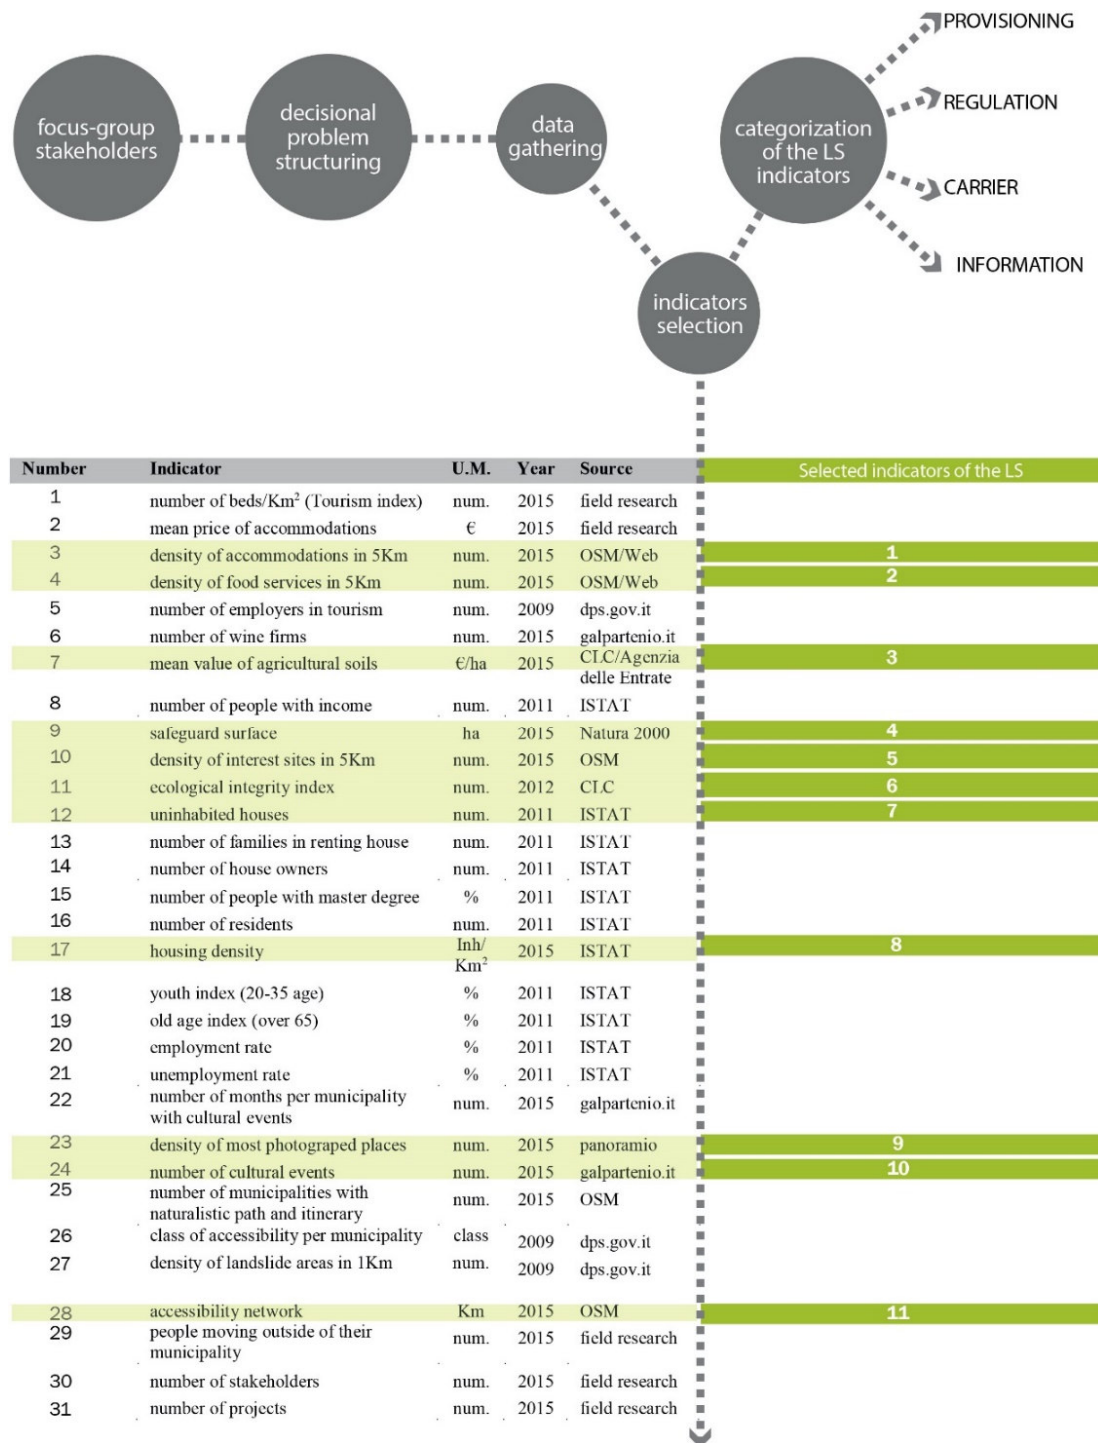 PROVISIONING
REGULATION
CARRIER
INFORMATION
focus-group
stakeholders
decisional
problem
structuring
data
gathering
categorization
of the LS
indicators
indicators
selection
Number Indicator U.M. Year Source Selected indicators of the LS
1 number of beds/Km² (Tourism index) num. 2015 field research
2 mean price of accommodations € 2015 field research
3 density of accommodations in 5Km num. 2015 OSM/Web 1
4 density of food services in 5Km num. 2015 OSM/Web 2
5 number of employers in tourism num. 2009 dps.gov.it
6 number of wine firms num. 2015 galpartenio.it
7 mean value of agricultural soils €/ha 2015 CLC/Agenzia 3
delle Entrate
8 number of people with income num. 2011 ISTAT
9 safeguard surface ha 2015 Natura 2000 4
10 density of interest sites in 5Km num. 2015 OSM 5
11 ecological integrity index num. 2012 CLC 6
12 uninhabited houses num. 2011 ISTAT 7
13 number of families in renting house num. 2011 ISTAT
14 number of house owners num. 2011 ISTAT
15 number of people with master degree % 2011 ISTAT
16 number of residents num. 2011 ISTAT
17 housing density Inh/ 2015 ISTAT 8
Km²
18 youth index (20-35 age) % 2011 ISTAT
19 old age index (over 65) % 2011 ISTAT
20 employment rate % 2011 ISTAT
21 unemployment rate % 2011 ISTAT
22 number of months per municipality num. 2015 galpartenio.it
with cultural events
23 density of most photograped places num. 2015 panoramio 9
24 number of cultural events num. 2015 galpartenio.it 10
25 number of municipalities with num. 2015 OSM
naturalistic path and itinerary
26 class of accessibility per municipality class 2009 dps.gov.it
27 density of landslide areas in 1Km num. 2009 dps.gov.it
28 accessibility network Km 2015 OSM 11
29 people moving outside of their num. 2015 field research
municipality
30 number of stakeholders num. 2015 field research
31 number of projects num. 2015 field research